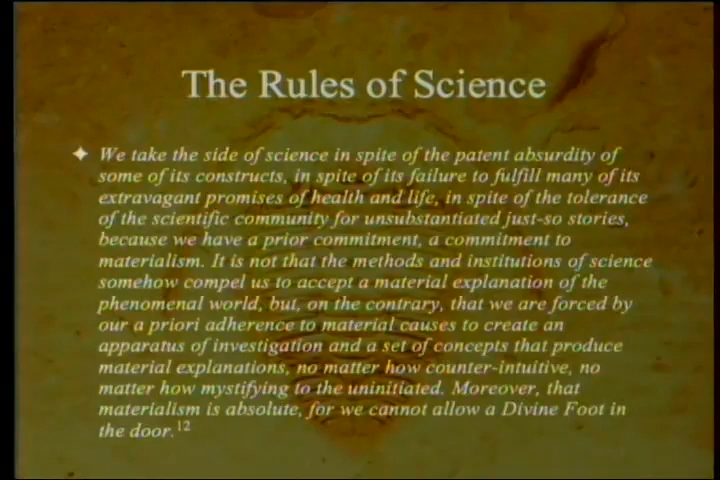 The Rules of Science
We take the side of science in spite of the patent absurdity of
some of its constructs, in spite of its failure to fulfill many of its
extravagant promises of health and life, in spite of the tolerance
of the scientific community for unsubstantiated just-so stories,
because we have a prior commitment, a commitment to
materialism. It is not that the methods and institutions of science
somehow compel us to accept a material explanation of the
phenomenal world, but, on the contrary, that we are forced by
our a priori adherence to material causes to create an
apparatus of investigation and a set of concepts that produce
material explanations, no matter how counter-intuitive, no
matter how mystifying to the uninitiated. Moreover, that
materialism is absolute, for we cannot allow a Divine Foot in
the door.12